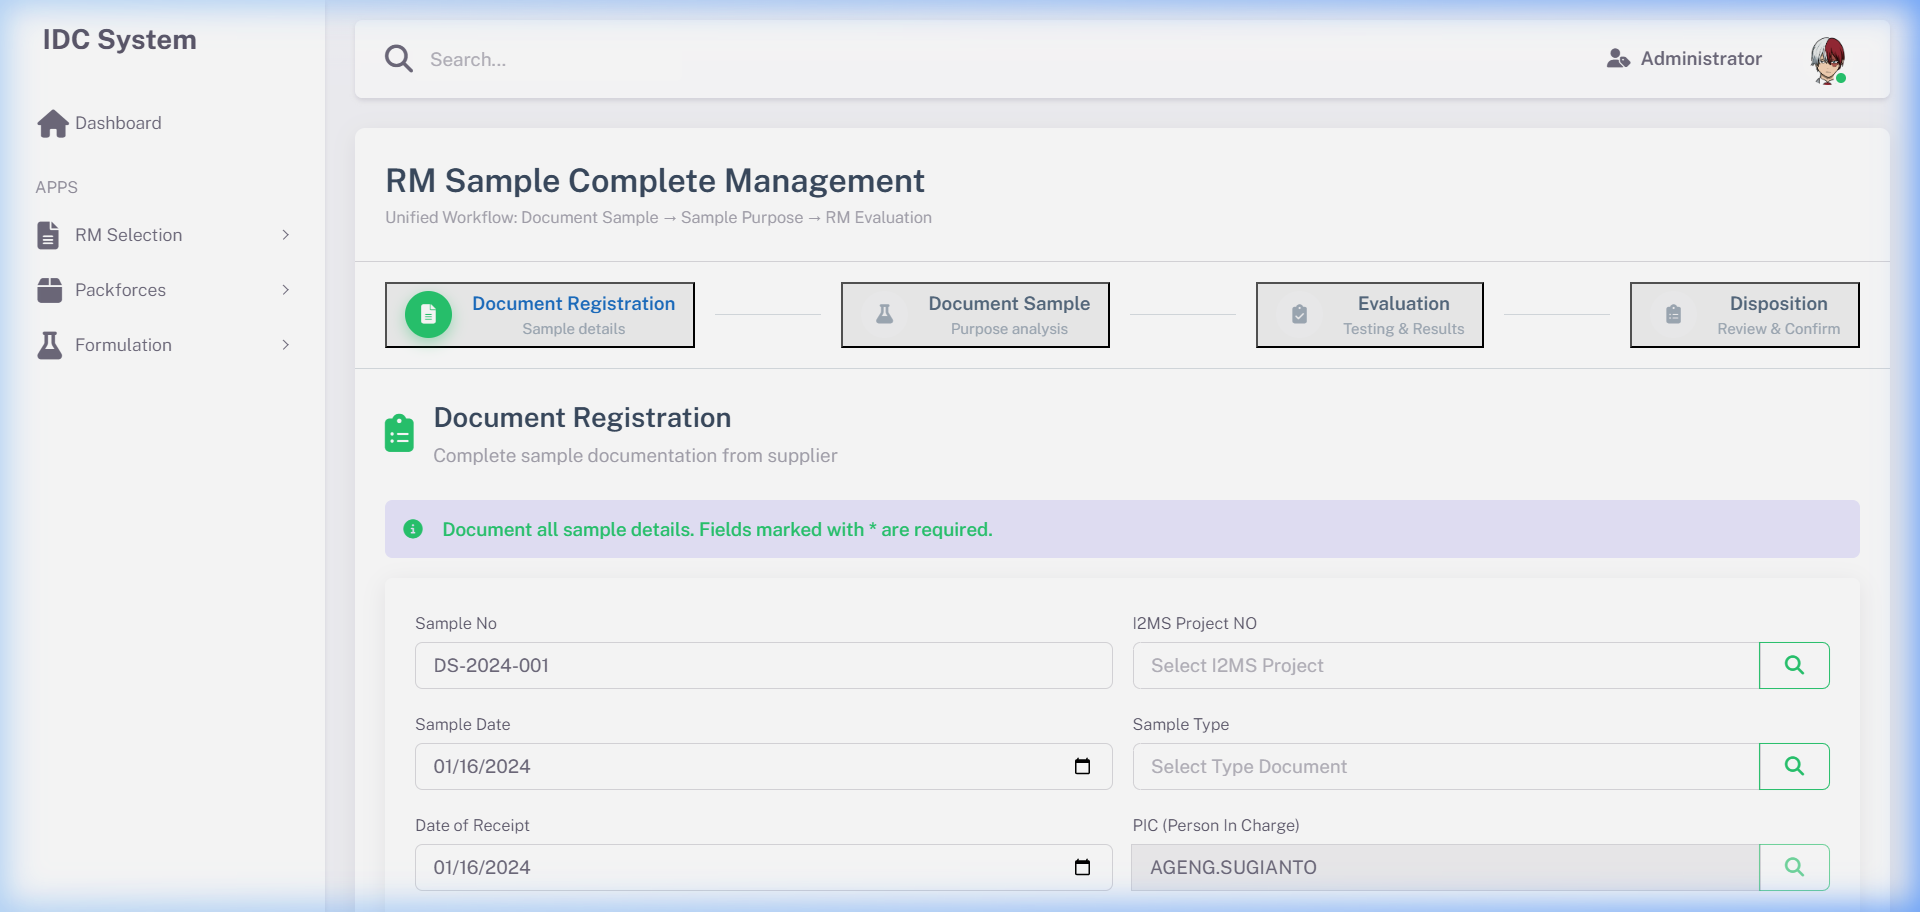 IDC System
Search...
Administrator
Dashboard
APPS
RM Selection
Packforces
Formulation
RM Sample Complete Management
Unified Workflow: Document Sample → Sample Purpose → RM Evaluation
Document Registration
Sample details
Document Sample
Purpose analysis
Evaluation
Testing & Results
Disposition
Review & Confirm
Document Registration
Complete sample documentation from supplier
Document all sample details. Fields marked with * are required.
Sample No
DS-2024-001
I2MS Project NO
Select I2MS Project
Sample Date
01/16/2024
Sample Type
Select Type Document
Date of Receipt
01/16/2024
PIC (Person In Charge)
AGENG.SUGIANTO